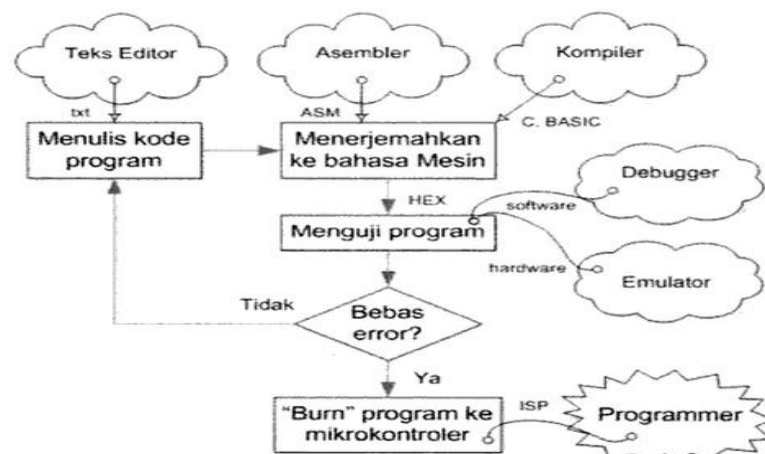 Teks Editor
Asembler
Kompiler
txt
ASM
C. BASIC
Menulis kode
program
Menerjemahkan
ke bahasa Mesin
HEX
Debugger
software
Menguji program
hardware
Emulator
Tidak
Bebas
error?
Ya
"Burn" program ke
mikrokontroler
ISP
Programmer